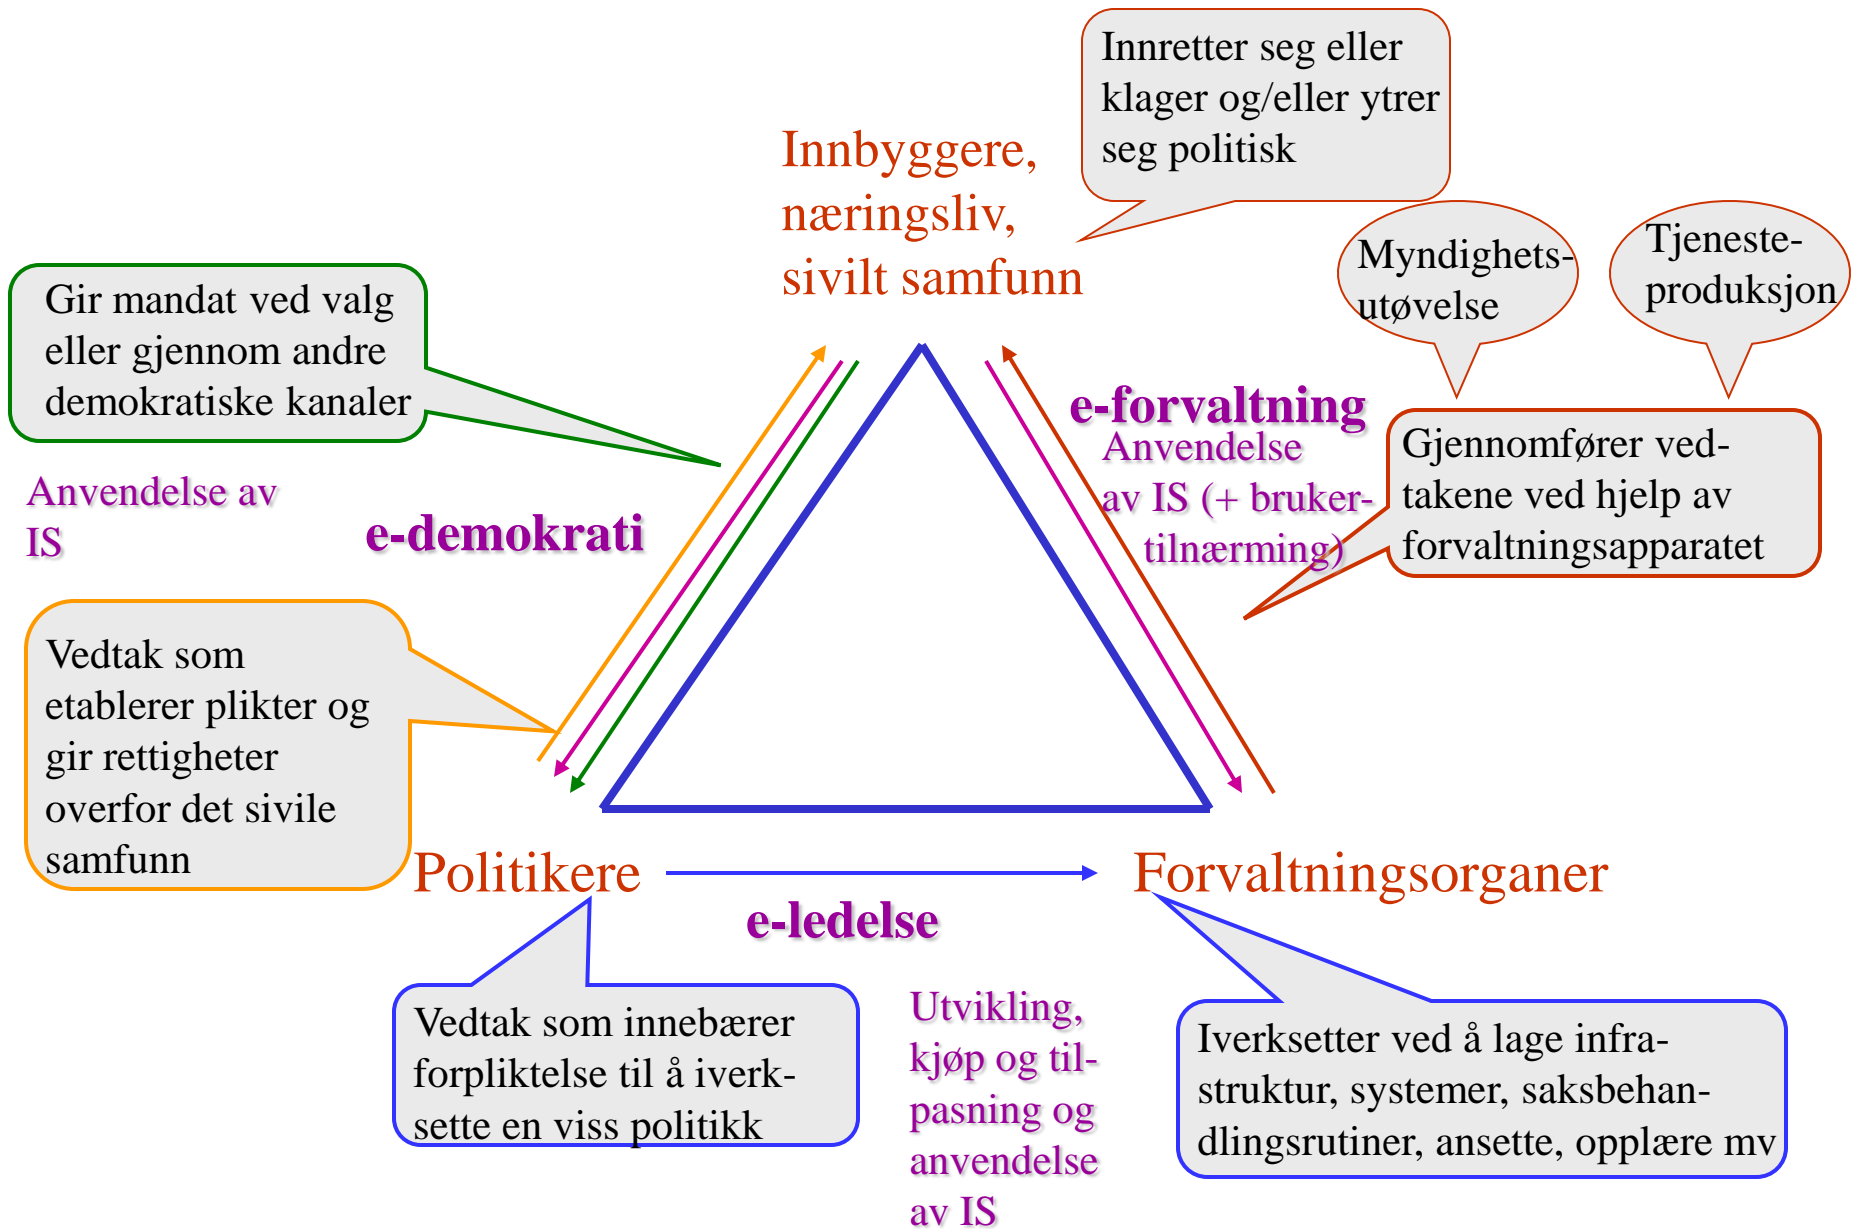 Innretter seg eller
klager og/eller ytrer
seg politisk
Innbyggere,
næringsliv,
sivilt samfunn
Myndighets-
utøvelse
Tjeneste-
produksjon
Gir mandat ved valg
eller gjennom andre
demokratiske kanaler
e-forvaltning
Anvendelse
av IS (+ bruker-
tilnærming)
Gjennomfører ved-
takene ved hjelp av
forvaltningsapparatet
Anvendelse av
IS
e-demokrati
Vedtak som
etablerer plikter og
gir rettigheter
overfor det sivile
samfunn
Politikere
Forvaltningsorganer
e-ledelse
Vedtak som innebærer
forpliktelse til å iverk-
sette en viss politikk
Utvikling,
kjøp og til-
pasning og
anvendelse
av IS
Iverksetter ved å lage infra-
struktur, systemer, saksbehan-
dlingsrutiner, ansette, opplære mv